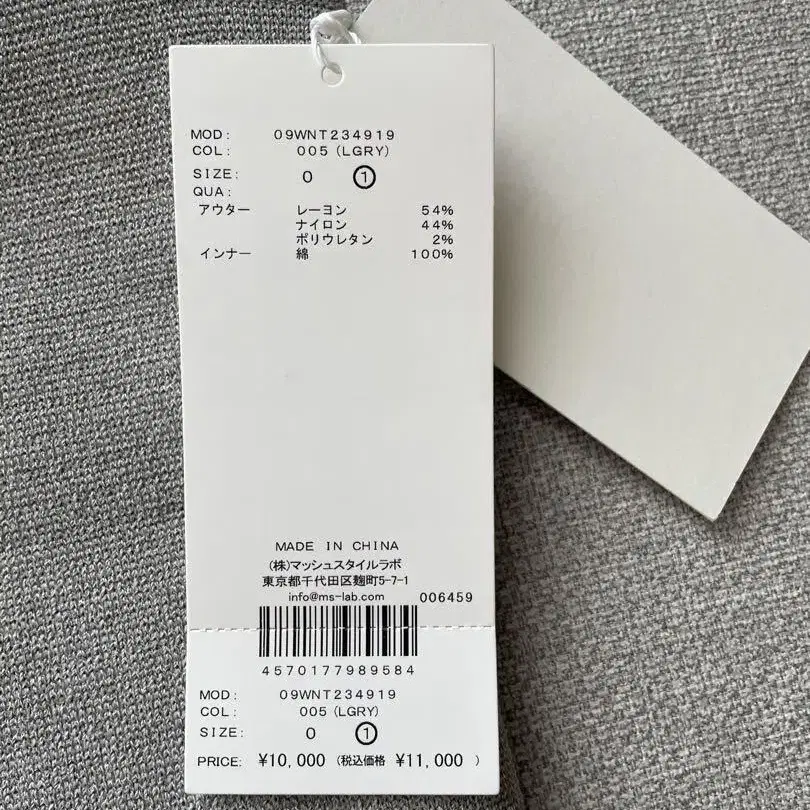 MOD: 09WNT234919
COL: 005 (LGRY)
SIZE: 0 1
QUA:
アウター レーヨン 54%
ナイロン 44%
ポリウレタン 2%
インナー 綿 100%
MADE IN CHINA
(株)マッシュスタイルラボ
東京都千代田区麹町5-7-1
info@ms-lab.com 006459
4570177989584
MOD: 09WNT234919
COL: 005 (LGRY)
SIZE: 0 1
PRICE: ¥10,000 (税込価格 ¥11,000 )